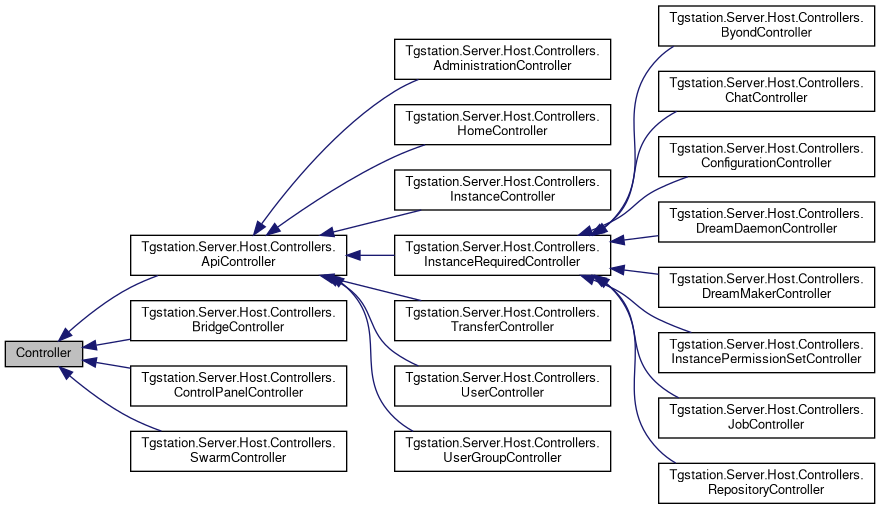 Controller
Tgstation.Server.Host.Controllers.
ApiController
Tgstation.Server.Host.Controllers.
BridgeController
Tgstation.Server.Host.Controllers.
ControlPanelController
Tgstation.Server.Host.Controllers.
SwarmController
Tgstation.Server.Host.Controllers.
AdministrationController
Tgstation.Server.Host.Controllers.
HomeController
Tgstation.Server.Host.Controllers.
InstanceController
Tgstation.Server.Host.Controllers.
InstanceRequiredController
Tgstation.Server.Host.Controllers.
TransferController
Tgstation.Server.Host.Controllers.
UserController
Tgstation.Server.Host.Controllers.
UserGroupController
Tgstation.Server.Host.Controllers.
ByondController
Tgstation.Server.Host.Controllers.
ChatController
Tgstation.Server.Host.Controllers.
ConfigurationController
Tgstation.Server.Host.Controllers.
DreamDaemonController
Tgstation.Server.Host.Controllers.
DreamMakerController
Tgstation.Server.Host.Controllers.
InstancePermissionSetController
Tgstation.Server.Host.Controllers.
JobController
Tgstation.Server.Host.Controllers.
RepositoryController